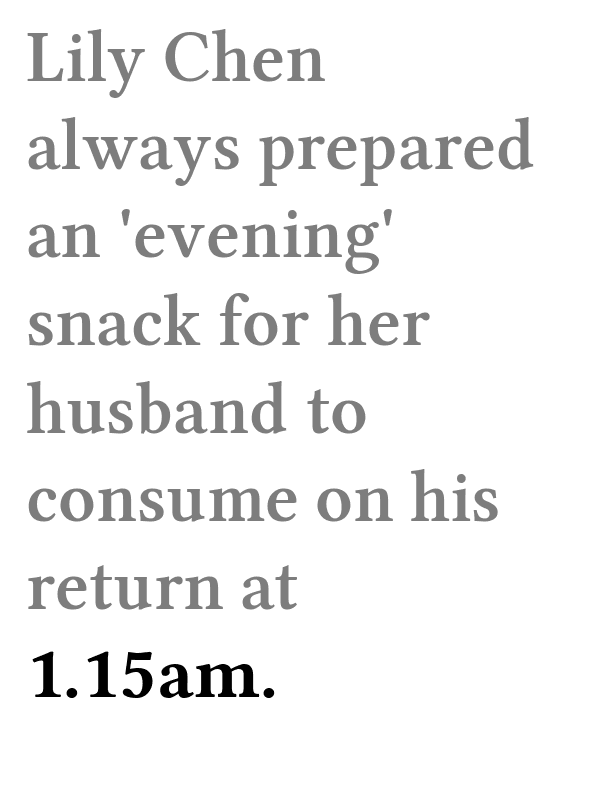 Lily Chen
always prepared
an 'evening'
snack for her
husband to
consume on his
return at
1.15am.